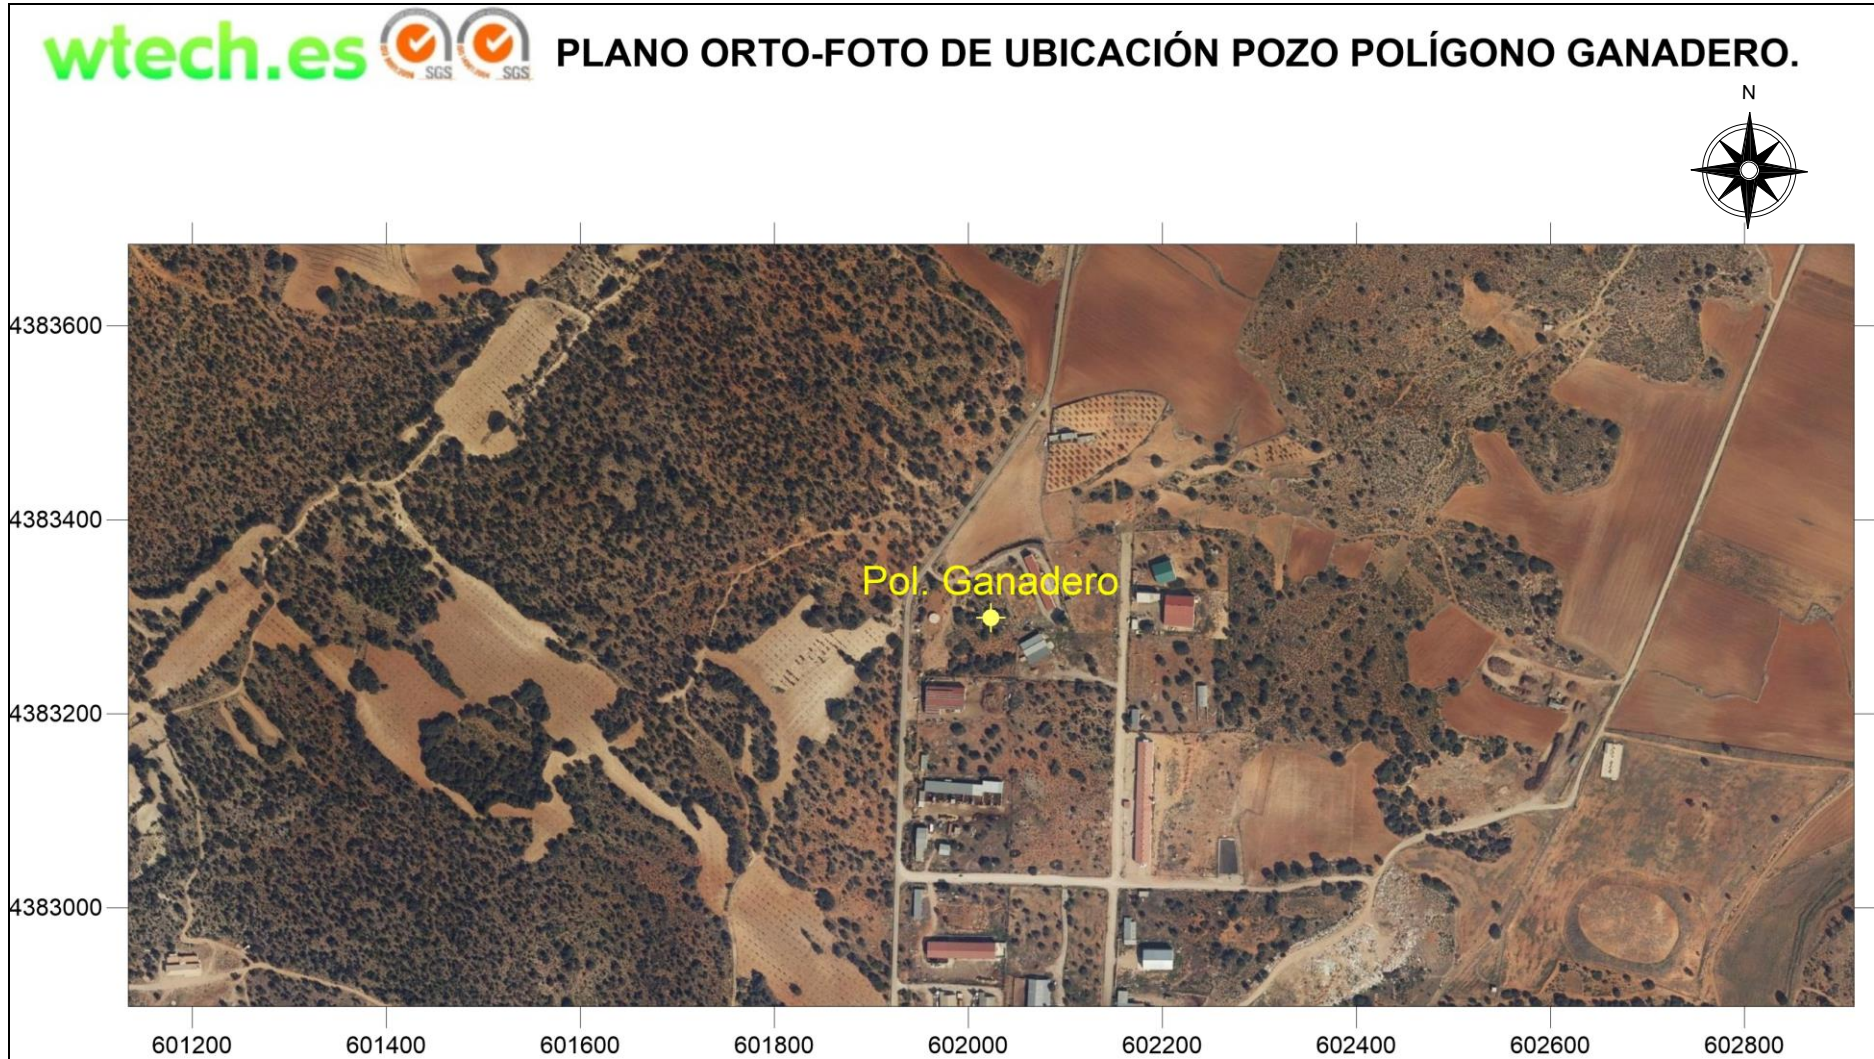 wtech.es SGS SGS PLANO ORTO-FOTO DE UBICACIÓN POZO POLÍGONO GANADERO.
N
4383600
4383400
Pol. Ganadero
4383200
4383000
601200 601400 601600 601800 602000 602200 602400 602600 602800